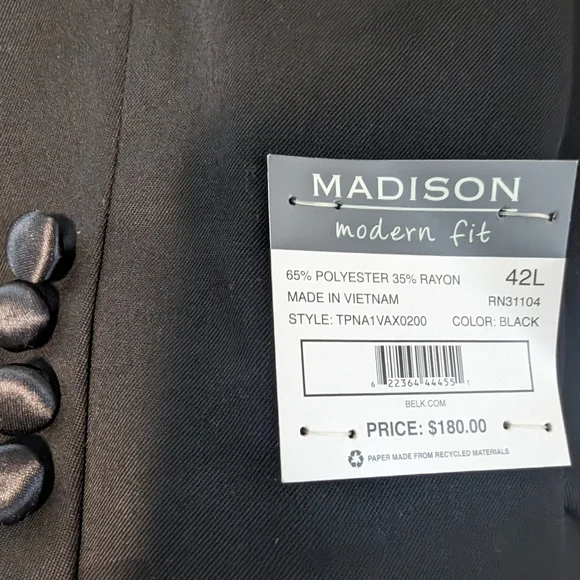 MADISON
modern fit
65% POLYESTER 35% RAYON 42L
MADE IN VIETNAM RN31104
STYLE: TPNA1VAX0200 COLOR: BLACK
6 22364 44455 1
BELK.COM
PRICE: $180.00
PAPER MADE FROM RECYCLED MATERIALS